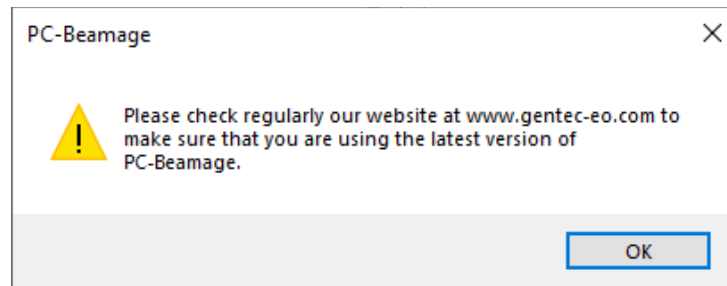 PC-Beamage
Please check regularly our website at www.gentec-eo.com to
make sure that you are using the latest version of
PC-Beamage.
OK